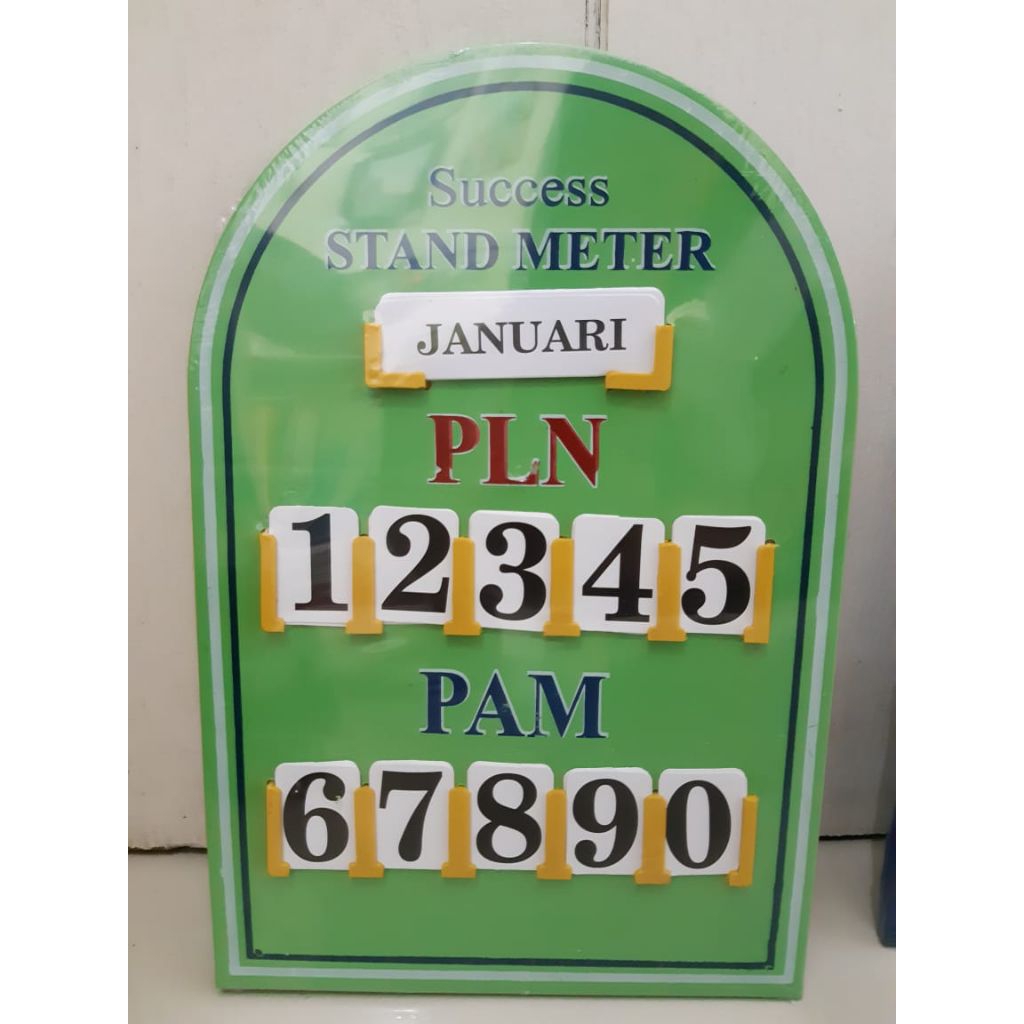 Success
STAND METER
JANUARI
PLN
12345
PAM
67890